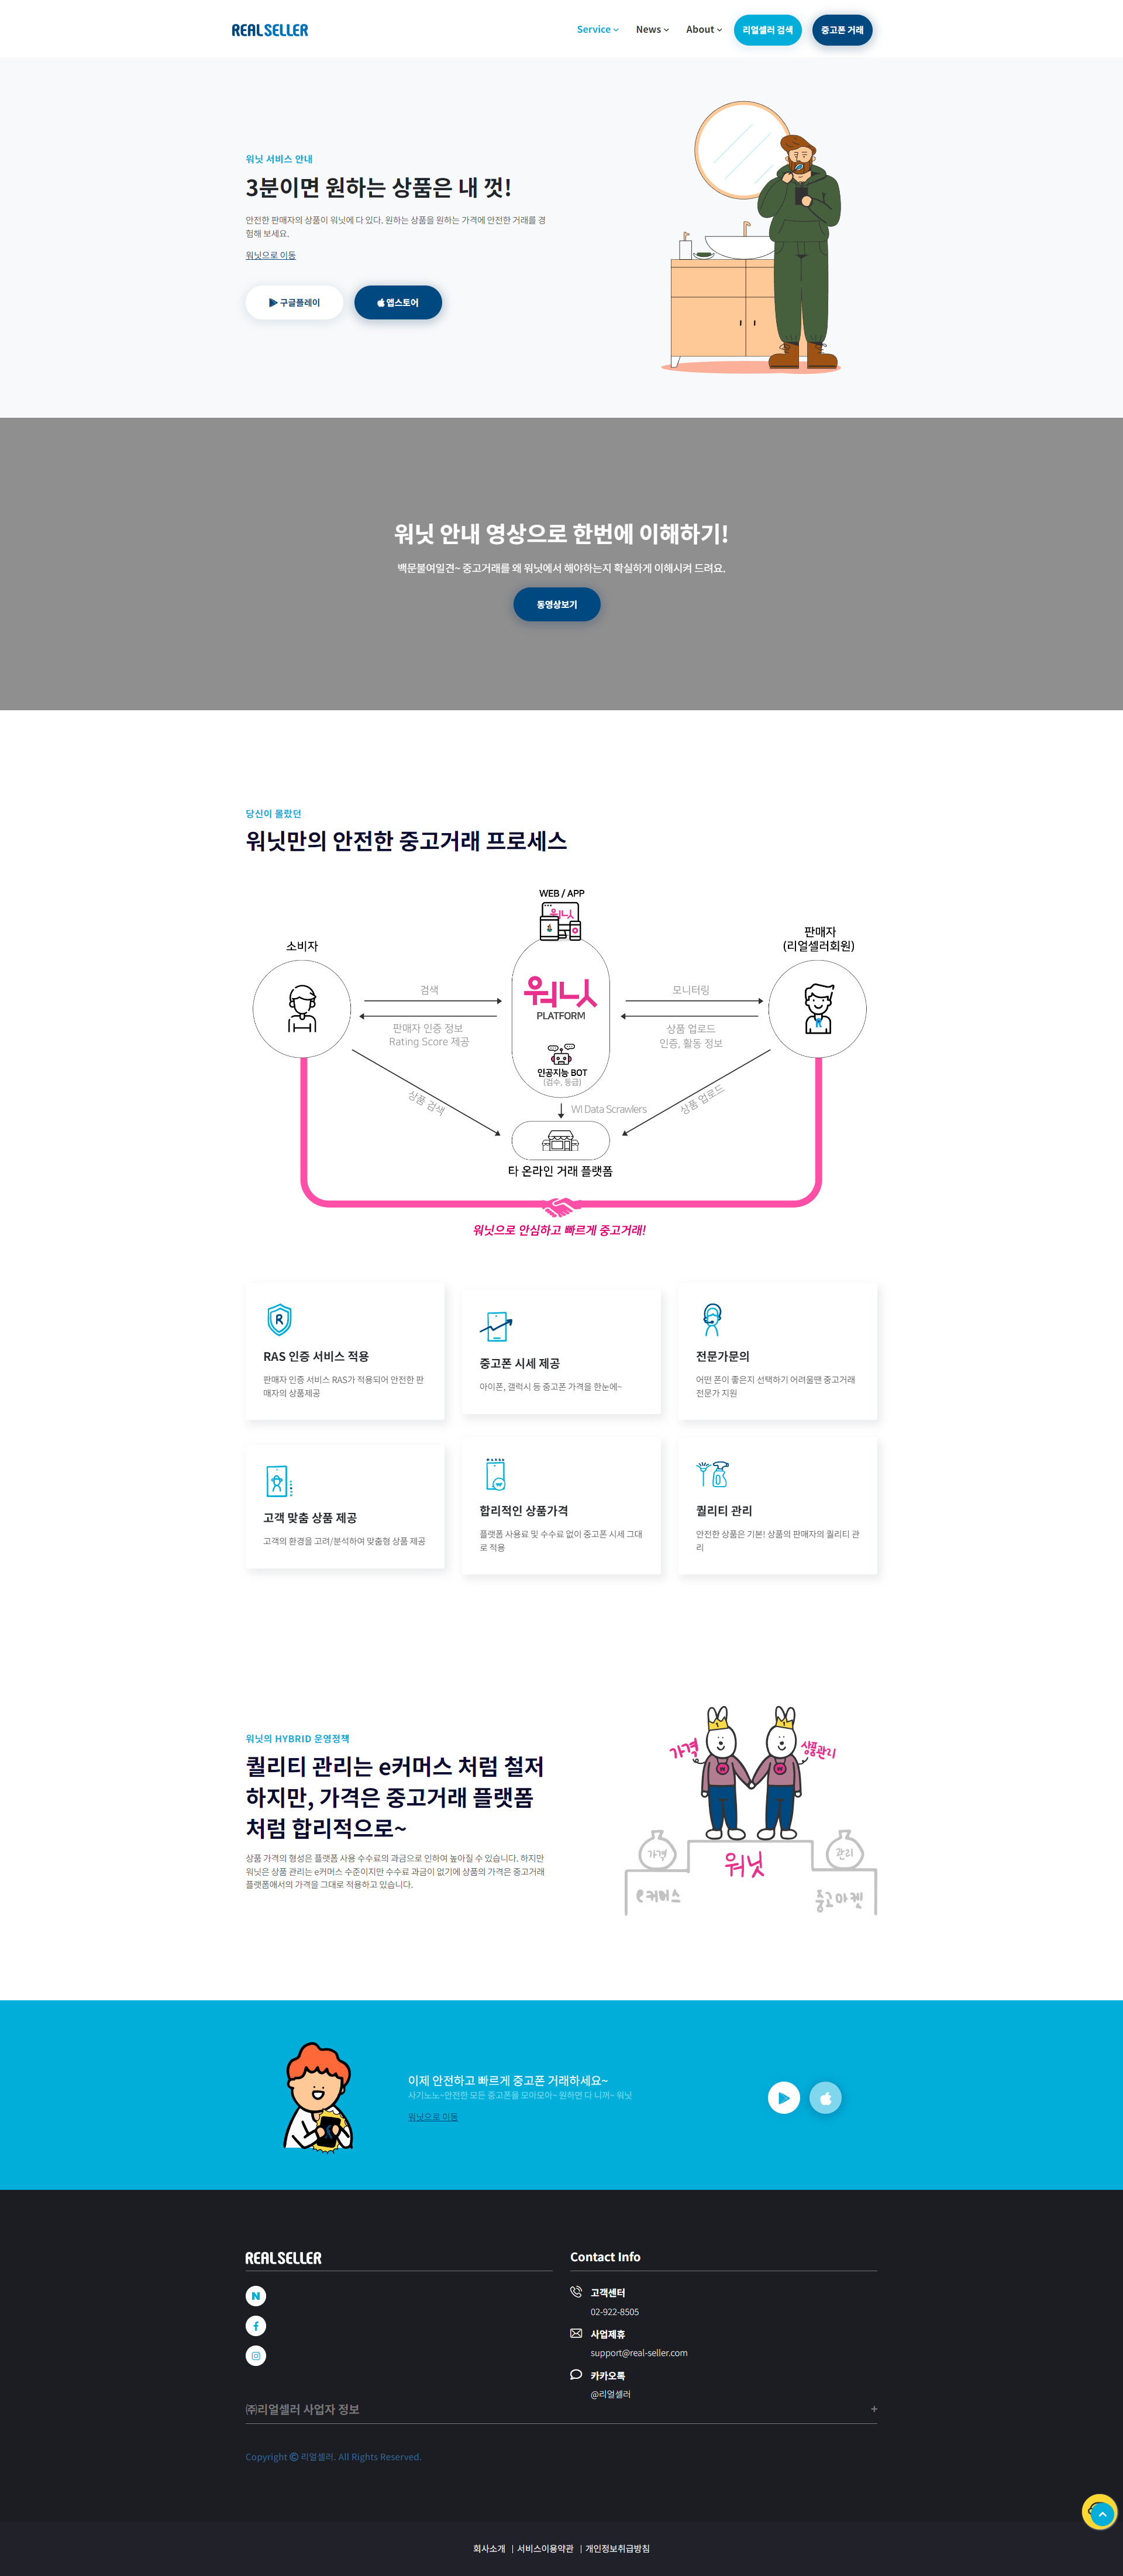 REALSELLER
Service
News
About
리얼셀러 검색
중고폰 거래
워닛 서비스 안내
3분이면 원하는 상품은 내 껏!
안전한 판매자의 상품이 워닛에 다 있다. 원하는 상품을 원하는 가격에 안전한 거래를 경
험해 보세요.
워닛으로 이동
구글플레이
앱스토어
워닛 안내 영상으로 한번에 이해하기!
백문불여일견~ 중고거래를 왜 워닛에서 해야하는지 확실하게 이해시켜 드려요.
동영상보기
당신이 몰랐던
워닛만의 안전한 중고거래 프로세스
WEB / APP
워닛
소비자
판매자
(리얼셀러회원)
검색
판매자 인증 정보
Rating Score 제공
워닛
PLATFORM
모니터링
상품 업로드
인증, 활동 정보
인공지능 BOT
(검수, 등급)
상품 검색
WI Data Scrawlers
상품 업로드
타 온라인 거래 플랫폼
워닛으로 안심하고 빠르게 중고거래!
R
RAS 인증 서비스 적용
판매자 인증 서비스 RAS가 적용되어 안전한 판
매자의 상품제공
중고폰 시세 제공
아이폰, 갤럭시 등 중고폰 가격을 한눈에~
전문가문의
어떤 폰이 좋은지 선택하기 어려울땐 중고거래
전문가 지원
고객 맞춤 상품 제공
고객의 환경을 고려/분석하여 맞춤형 상품 제공
합리적인 상품가격
플랫폼 사용료 및 수수료 없이 중고폰 시세 그대
로 적용
퀄리티 관리
안전한 상품은 기본! 상품의 판매자의 퀄리티 관
리
워닛의 HYBRID 운영정책
퀄리티 관리는 e커머스 처럼 철저
하지만, 가격은 중고거래 플랫폼
처럼 합리적으로~
상품 가격의 형성은 플랫폼 사용 수수료의 과금으로 인하여 높아질 수 있습니다. 하지만
워닛은 상품 관리는 e커머스 수준이지만 수수료 과금이 없기에 상품의 가격은 중고거래
플랫폼에서의 가격을 그대로 적용하고 있습니다.
가격
상품관리
W
W
가격
워닛
관리
e커머스
중고마켓
이제 안전하고 빠르게 중고폰 거래하세요~
사기노노~안전한 모든 중고폰을 모아모아~ 원하면 다 니꺼~ 워닛
워닛으로 이동
REALSELLER
Contact Info
고객센터
02-922-8505
사업제휴
support@real-seller.com
카카오톡
@리얼셀러
㈜리얼셀러 사업자 정보
+
Copyright © 리얼셀러. All Rights Reserved.
회사소개 | 서비스이용약관 | 개인정보취급방침